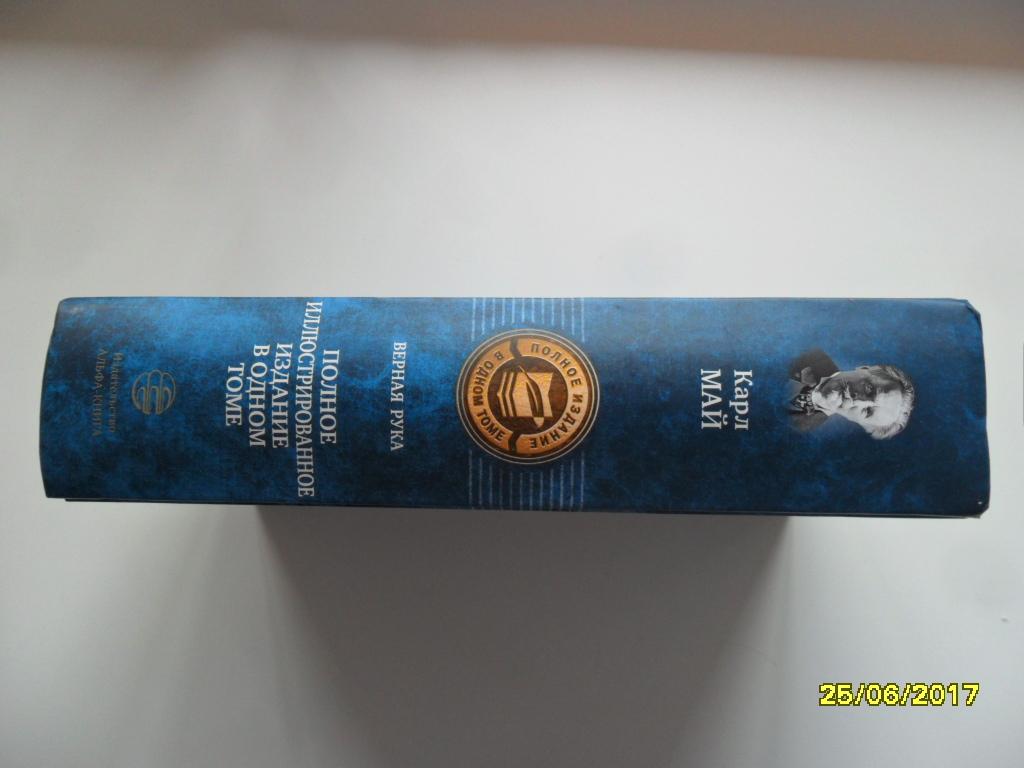 Карл
МАЙ
ПОЛНОЕ ИЗДАНИЕ
В ОДНОМ ТОМЕ
ВЕРНАЯ РУКА
ПОЛНОЕ
ИЛЛЮСТРИРОВАННОЕ
ИЗДАНИЕ
В ОДНОМ
ТОМЕ
Издательство
АЛЬФА-КНИГА
25/06/2017